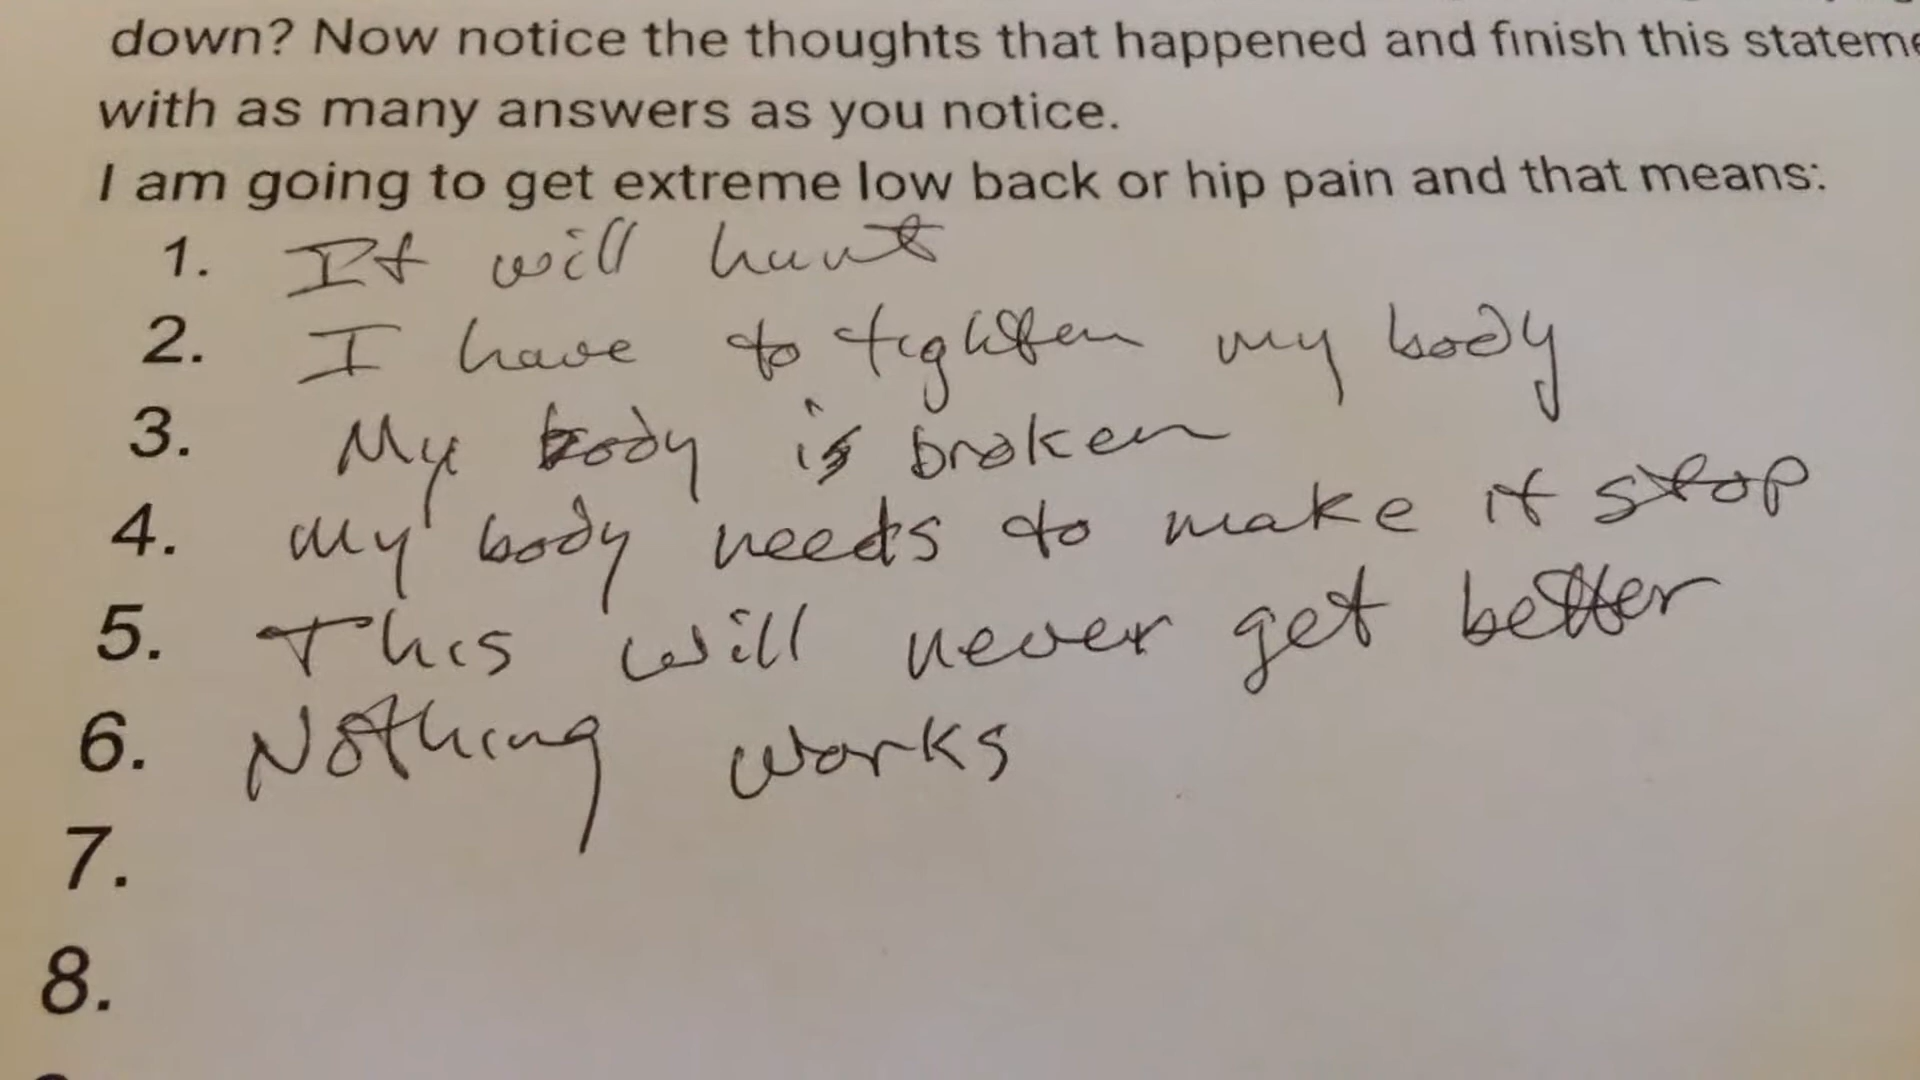 down? Now notice the thoughts that happened and finish this stateme
with as many answers as you notice.
I am going to get extreme low back or hip pain and that means:
1. It will hurt
2. I have to tighten my body
3. My body is broken
4. My body needs to make it stop
5. This will never get better
6. Nothing works
7.
8.